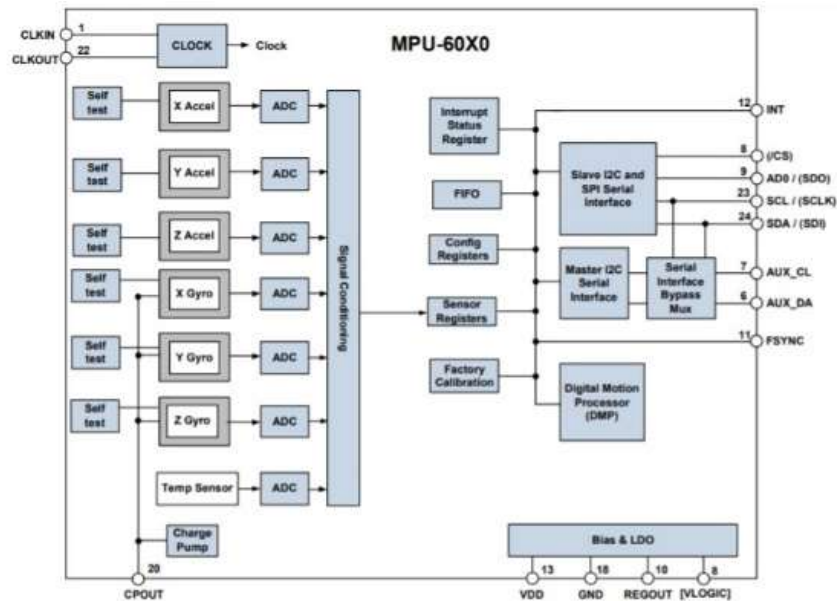 MPU-60X0
CLKIN
1
CLKOUT
22
CLOCK
Clock
Self
test
X Accel
ADC
Self
test
Y Accel
ADC
Self
test
Z Accel
ADC
Self
test
X Gyro
ADC
Self
test
Y Gyro
ADC
Self
test
Z Gyro
ADC
Temp Sensor
ADC
Charge
Pump
20
CPOUT
Signal Conditioning
Interrupt
Status
Register
FIFO
Config
Registers
Sensor
Registers
Factory
Calibration
Slave I2C and
SPI Serial
Interface
Master I2C
Serial
Interface
Serial
Interface
Bypass
Mux
Digital Motion
Processor
(DMP)
12
INT
8
(/CS)
9
AD0 / (SDO)
23
SCL / (SCLK)
24
SDA / (SDI)
7
AUX_CL
6
AUX_DA
11
FSYNC
Bias & LDO
13
18
10
8
VDD
GND
REGOUT
[VLOGIC]